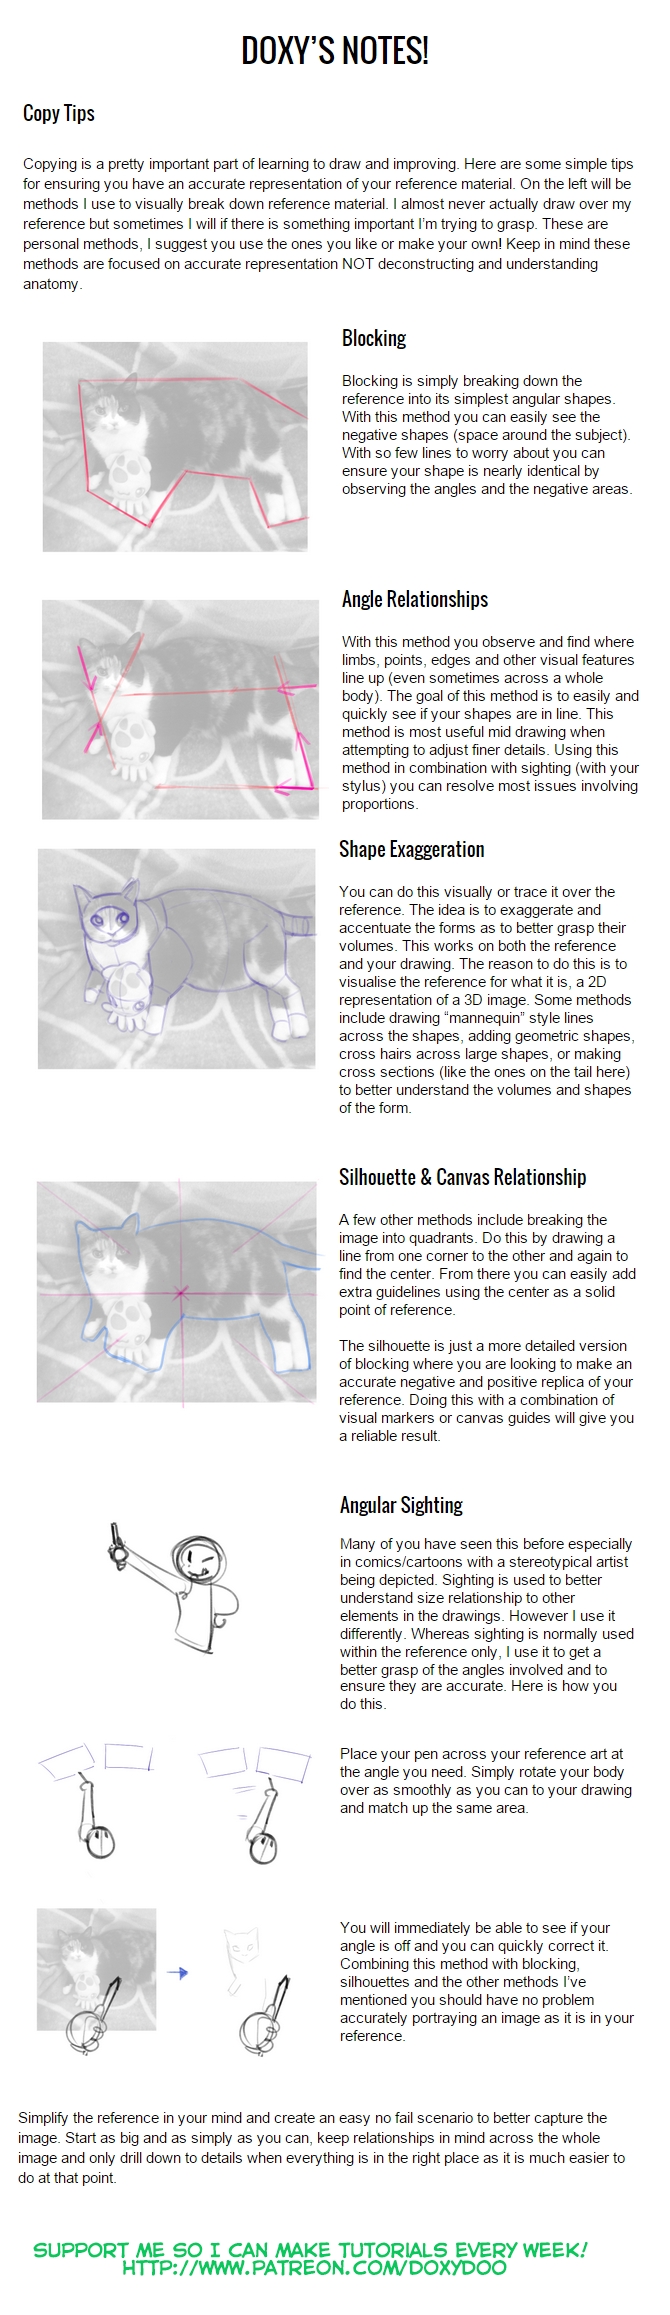 DOXY'S NOTES!
Copy Tips
Copying is a pretty important part of learning to draw and improving. Here are some simple tips
for ensuring you have an accurate representation of your reference material. On the left will be
methods I use to visually break down reference material. I almost never actually draw over my
reference but sometimes I will if there is something important I'm trying to grasp. These are
personal methods, I suggest you use the ones you like or make your own! Keep in mind these
methods are focused on accurate representation NOT deconstructing and understanding
anatomy.
Blocking
Blocking is simply breaking down the
reference into its simplest angular shapes.
With this method you can easily see the
negative shapes (space around the subject).
With so few lines to worry about you can
ensure your shape is nearly identical by
observing the angles and the negative areas.
Angle Relationships
With this method you observe and find where
limbs, points, edges and other visual features
line up (even sometimes across a whole
body). The goal of this method is to easily and
quickly see if your shapes are in line. This
method is most useful mid drawing when
attempting to adjust finer details. Using this
method in combination with sighting (with your
stylus) you can resolve most issues involving
proportions.
Shape Exaggeration
You can do this visually or trace it over the
reference. The idea is to exaggerate and
accentuate the forms as to better grasp their
volumes. This works on both the reference
and your drawing. The reason to do this is to
visualise the reference for what it is, a 2D
representation of a 3D image. Some methods
include drawing "mannequin" style lines
across the shapes, adding geometric shapes,
cross hairs across large shapes, or making
cross sections (like the ones on the tail here)
to better understand the volumes and shapes
of the form.
Silhouette & Canvas Relationship
A few other methods include breaking the
image into quadrants. Do this by drawing a
line from one corner to the other and again to
find the center. From there you can easily add
extra guidelines using the center as a solid
point of reference.
The silhouette is just a more detailed version
of blocking where you are looking to make an
accurate negative and positive replica of your
reference. Doing this with a combination of
visual markers or canvas guides will give you
a reliable result.
Angular Sighting
Many of you have seen this before especially
in comics/cartoons with a stereotypical artist
being depicted. Sighting is used to better
understand size relationship to other
elements in the drawings. However I use it
differently. Whereas sighting is normally used
within the reference only, I use it to get a
better grasp of the angles involved and to
ensure they are accurate. Here is how you
do this.
Place your pen across your reference art at
the angle you need. Simply rotate your body
over as smoothly as you can to your drawing
and match up the same area.
You will immediately be able to see if your
angle is off and you can quickly correct it.
Combining this method with blocking,
silhouettes and the other methods I've
mentioned you should have no problem
accurately portraying an image as it is in your
reference.
Simplify the reference in your mind and create an easy no fail scenario to better capture the
image. Start as big and as simply as you can, keep relationships in mind across the whole
image and only drill down to details when everything is in the right place as it is much easier to
do at that point.
SUPPORT ME SO I CAN MAKE TUTORIALS EVERY WEEK!
HTTP://WWW.PATREON.COM/DOXYDOO